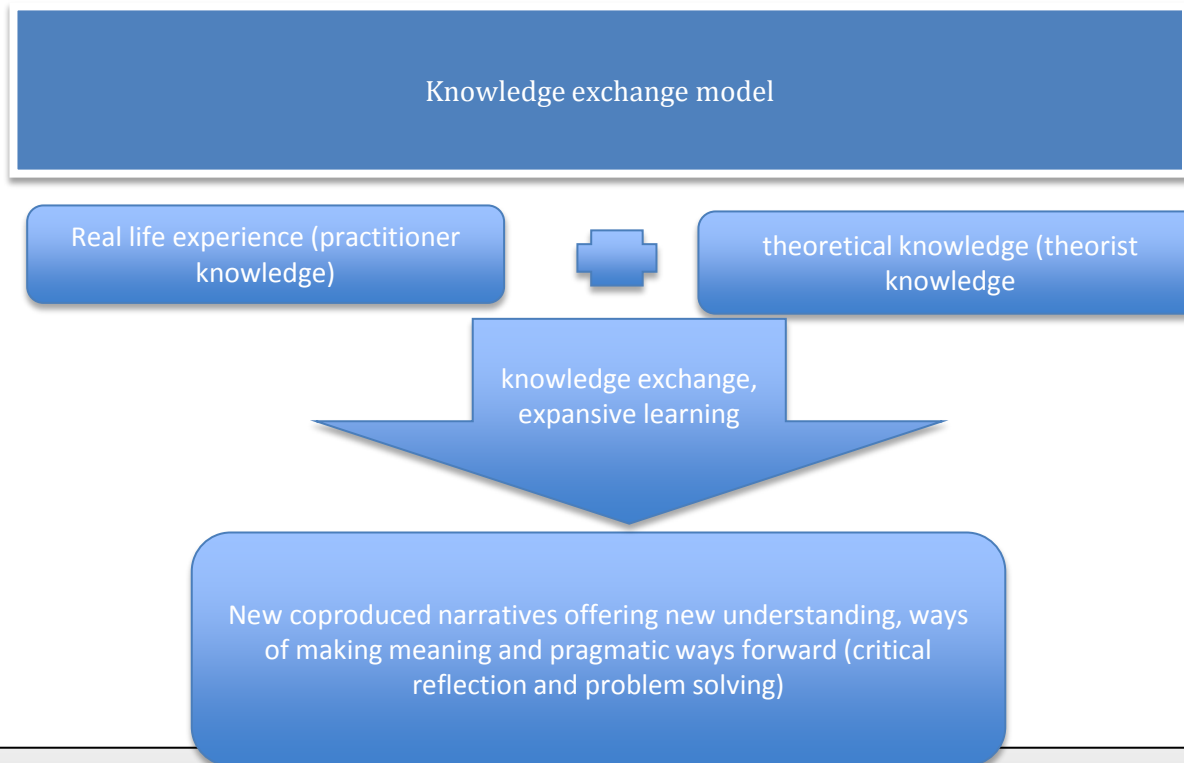 Knowledge exchange model
Real life experience (practitioner
knowledge)
theoretical knowledge (theorist
knowledge
knowledge exchange,
expansive learning
New coproduced narratives offering new understanding, ways
of making meaning and pragmatic ways forward (critical
reflection and problem solving)